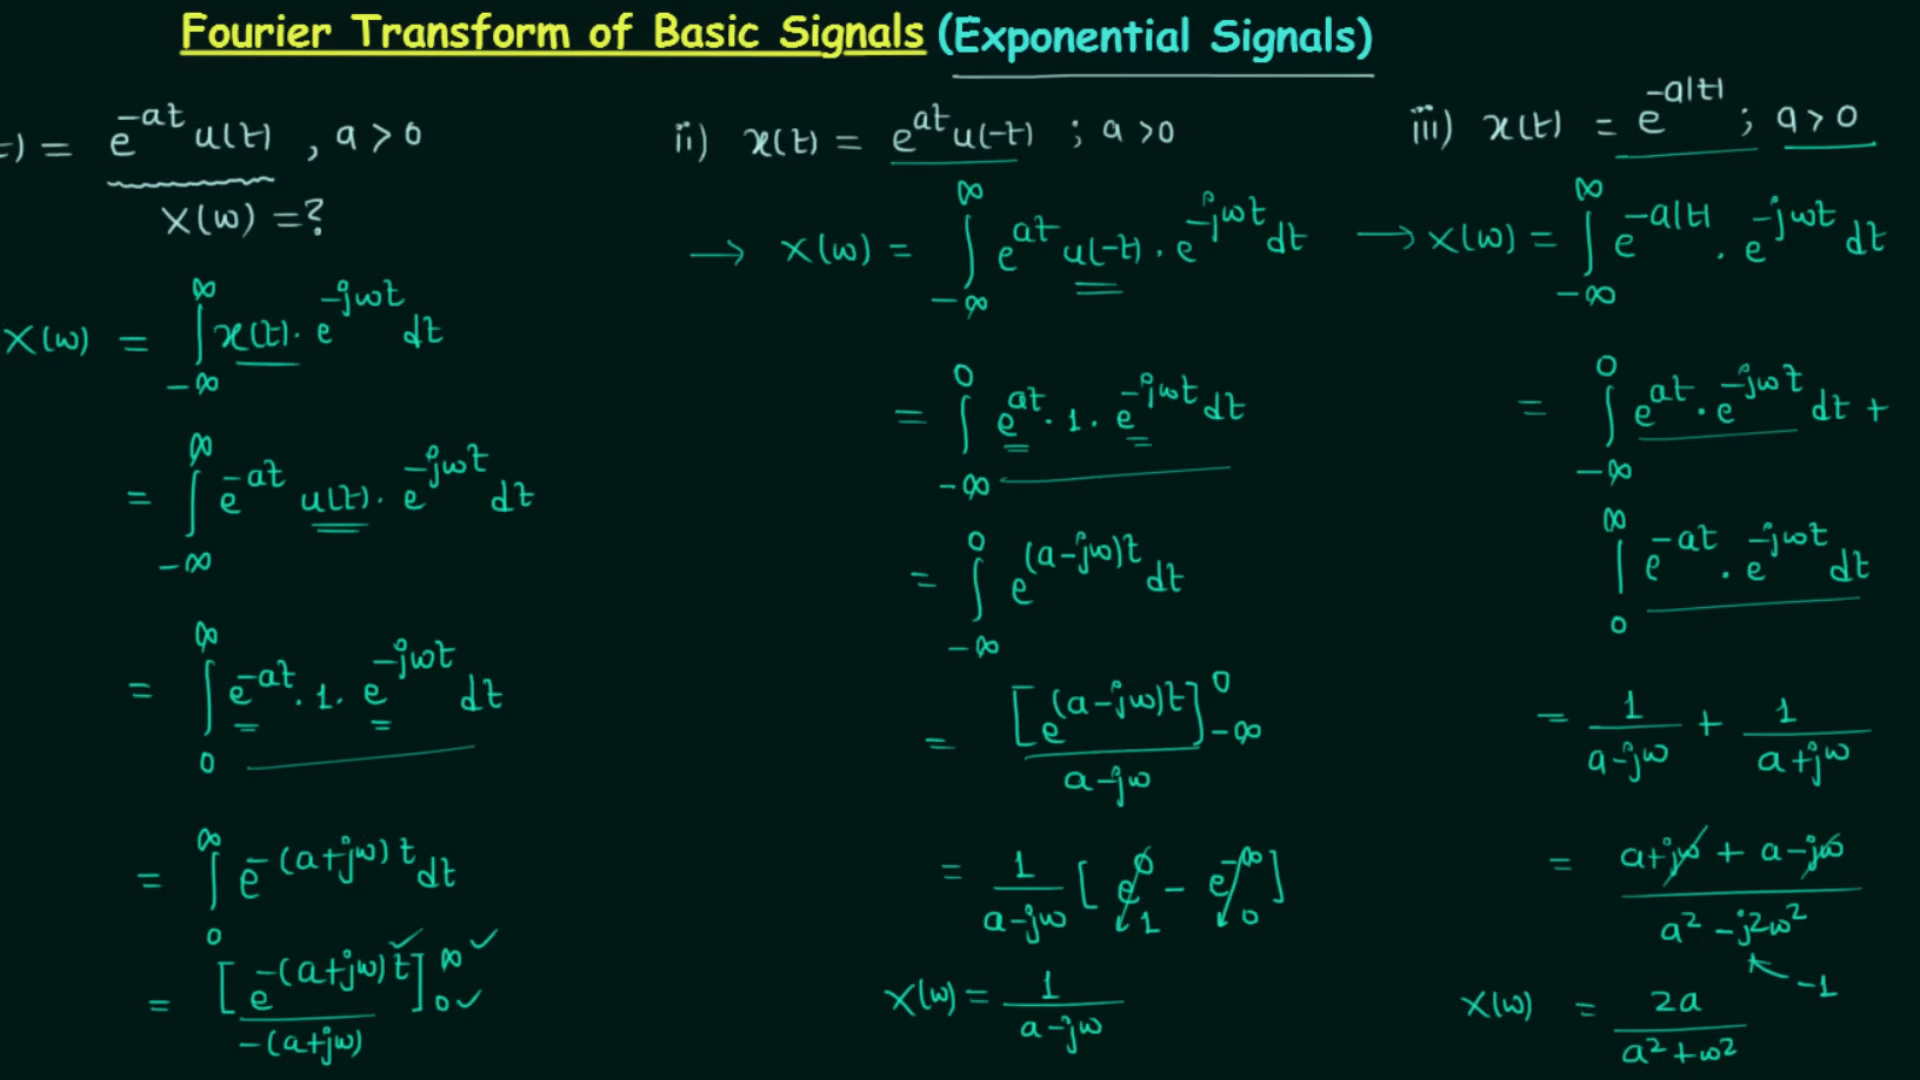 Fourier Transform of Basic Signals (Exponential Signals)
t) = e^{-at} u(t) , a > 0
X(ω) = ?
X(ω) = ∫_{-∞}^{∞} x(t) · e^{-jωt} dt
= ∫_{-∞}^{∞} e^{-at} u(t) · e^{-jωt} dt
= ∫_{0}^{∞} e^{-at} · 1 · e^{-jωt} dt
= ∫_{0}^{∞} e^{-(a+jω)t} dt
= [e^{-(a+jω)t}]_{0}^{∞} / -(a+jω)
ii) x(t) = e^{at} u(-t) ; a > 0
→ X(ω) = ∫_{-∞}^{∞} e^{at} u(-t) · e^{-jωt} dt
= ∫_{-∞}^{0} e^{at} · 1 · e^{-jωt} dt
= ∫_{-∞}^{0} e^{(a-jω)t} dt
= [e^{(a-jω)t}]_{-∞}^{0} / a-jω
= 1/(a-jω) [e^{0} - e^{-∞}]
1 0
X(ω) = 1/(a-jω)
iii) x(t) = e^{-a|t|} ; a > 0
→ X(ω) = ∫_{-∞}^{∞} e^{-a|t|} · e^{-jωt} dt
= ∫_{-∞}^{0} e^{at} · e^{-jωt} dt +
∫_{0}^{∞} e^{-at} · e^{-jωt} dt
= 1/(a-jω) + 1/(a+jω)
= (a+jω + a-jω) / (a² - j²ω²)
-1
X(ω) = 2a / (a²+ω²)